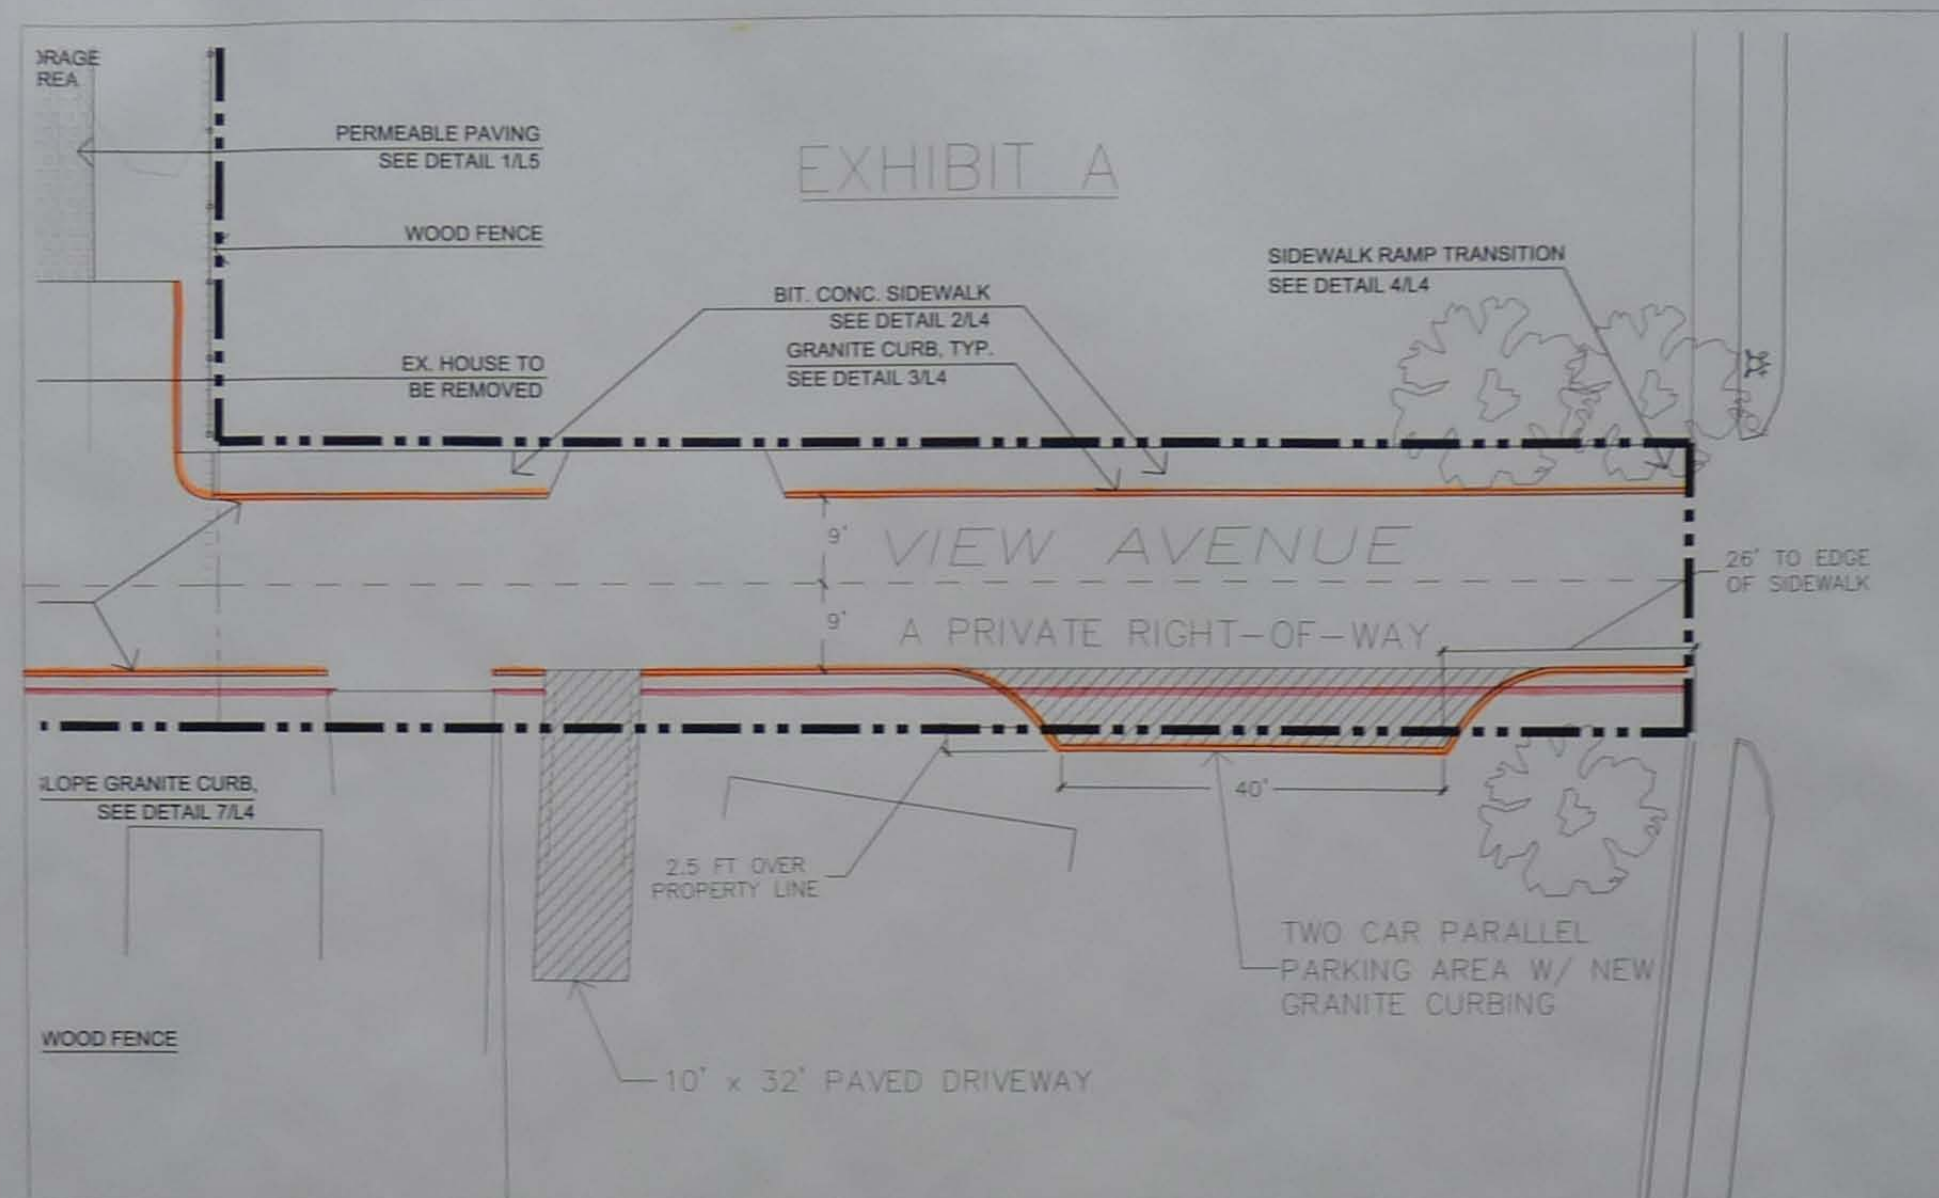 EXHIBIT A
PERMEABLE PAVING
SEE DETAIL 1/L5
WOOD FENCE
EX. HOUSE TO
BE REMOVED
BIT. CONC. SIDEWALK
SEE DETAIL 2/L4
GRANITE CURB, TYP.
SEE DETAIL 3/L4
SIDEWALK RAMP TRANSITION
SEE DETAIL 4/L4
9'
VIEW AVENUE
26' TO EDGE
OF SIDEWALK
9'
A PRIVATE RIGHT-OF-WAY
GRANITE CURB,
SEE DETAIL 7/L4
40'
2.5 FT OVER
PROPERTY LINE
TWO CAR PARALLEL
PARKING AREA W/ NEW
GRANITE CURBING
WOOD FENCE
10' x 32' PAVED DRIVEWAY